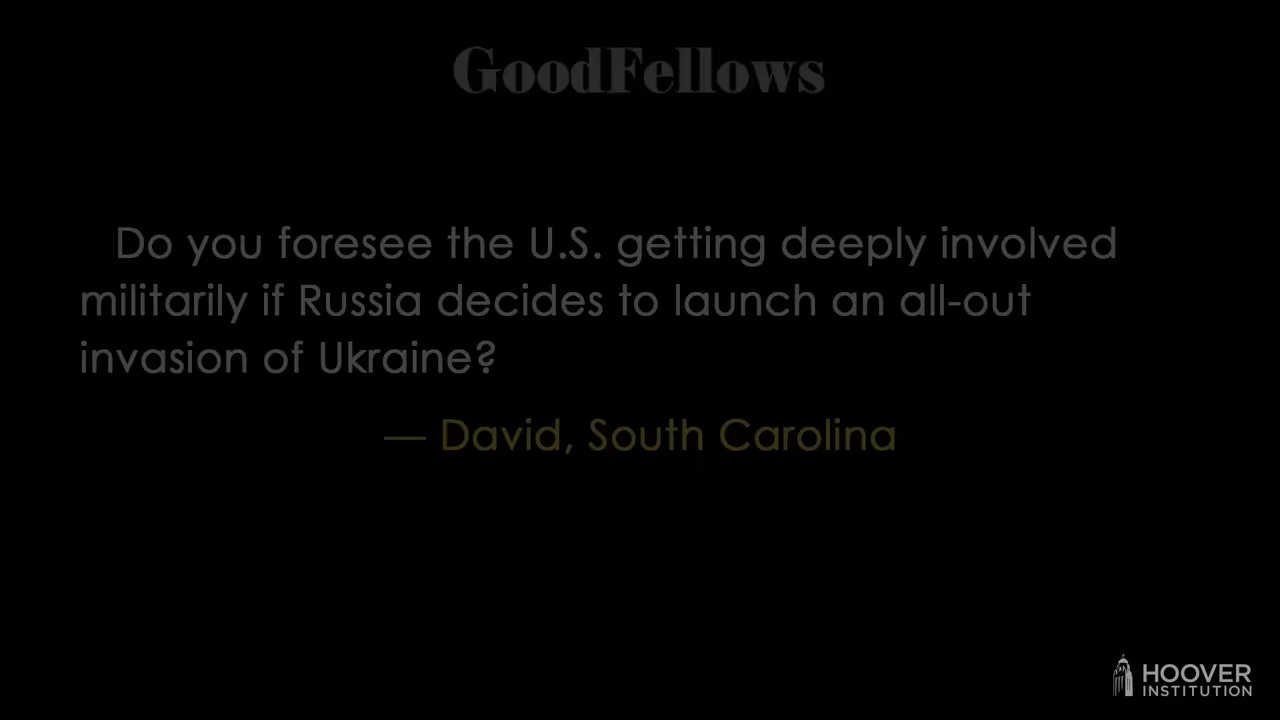 GoodFellows
Do you foresee the U.S. getting deeply involved
militarily if Russia decides to launch an all-out
invasion of Ukraine?
— David, South Carolina
HOOVER
INSTITUTION